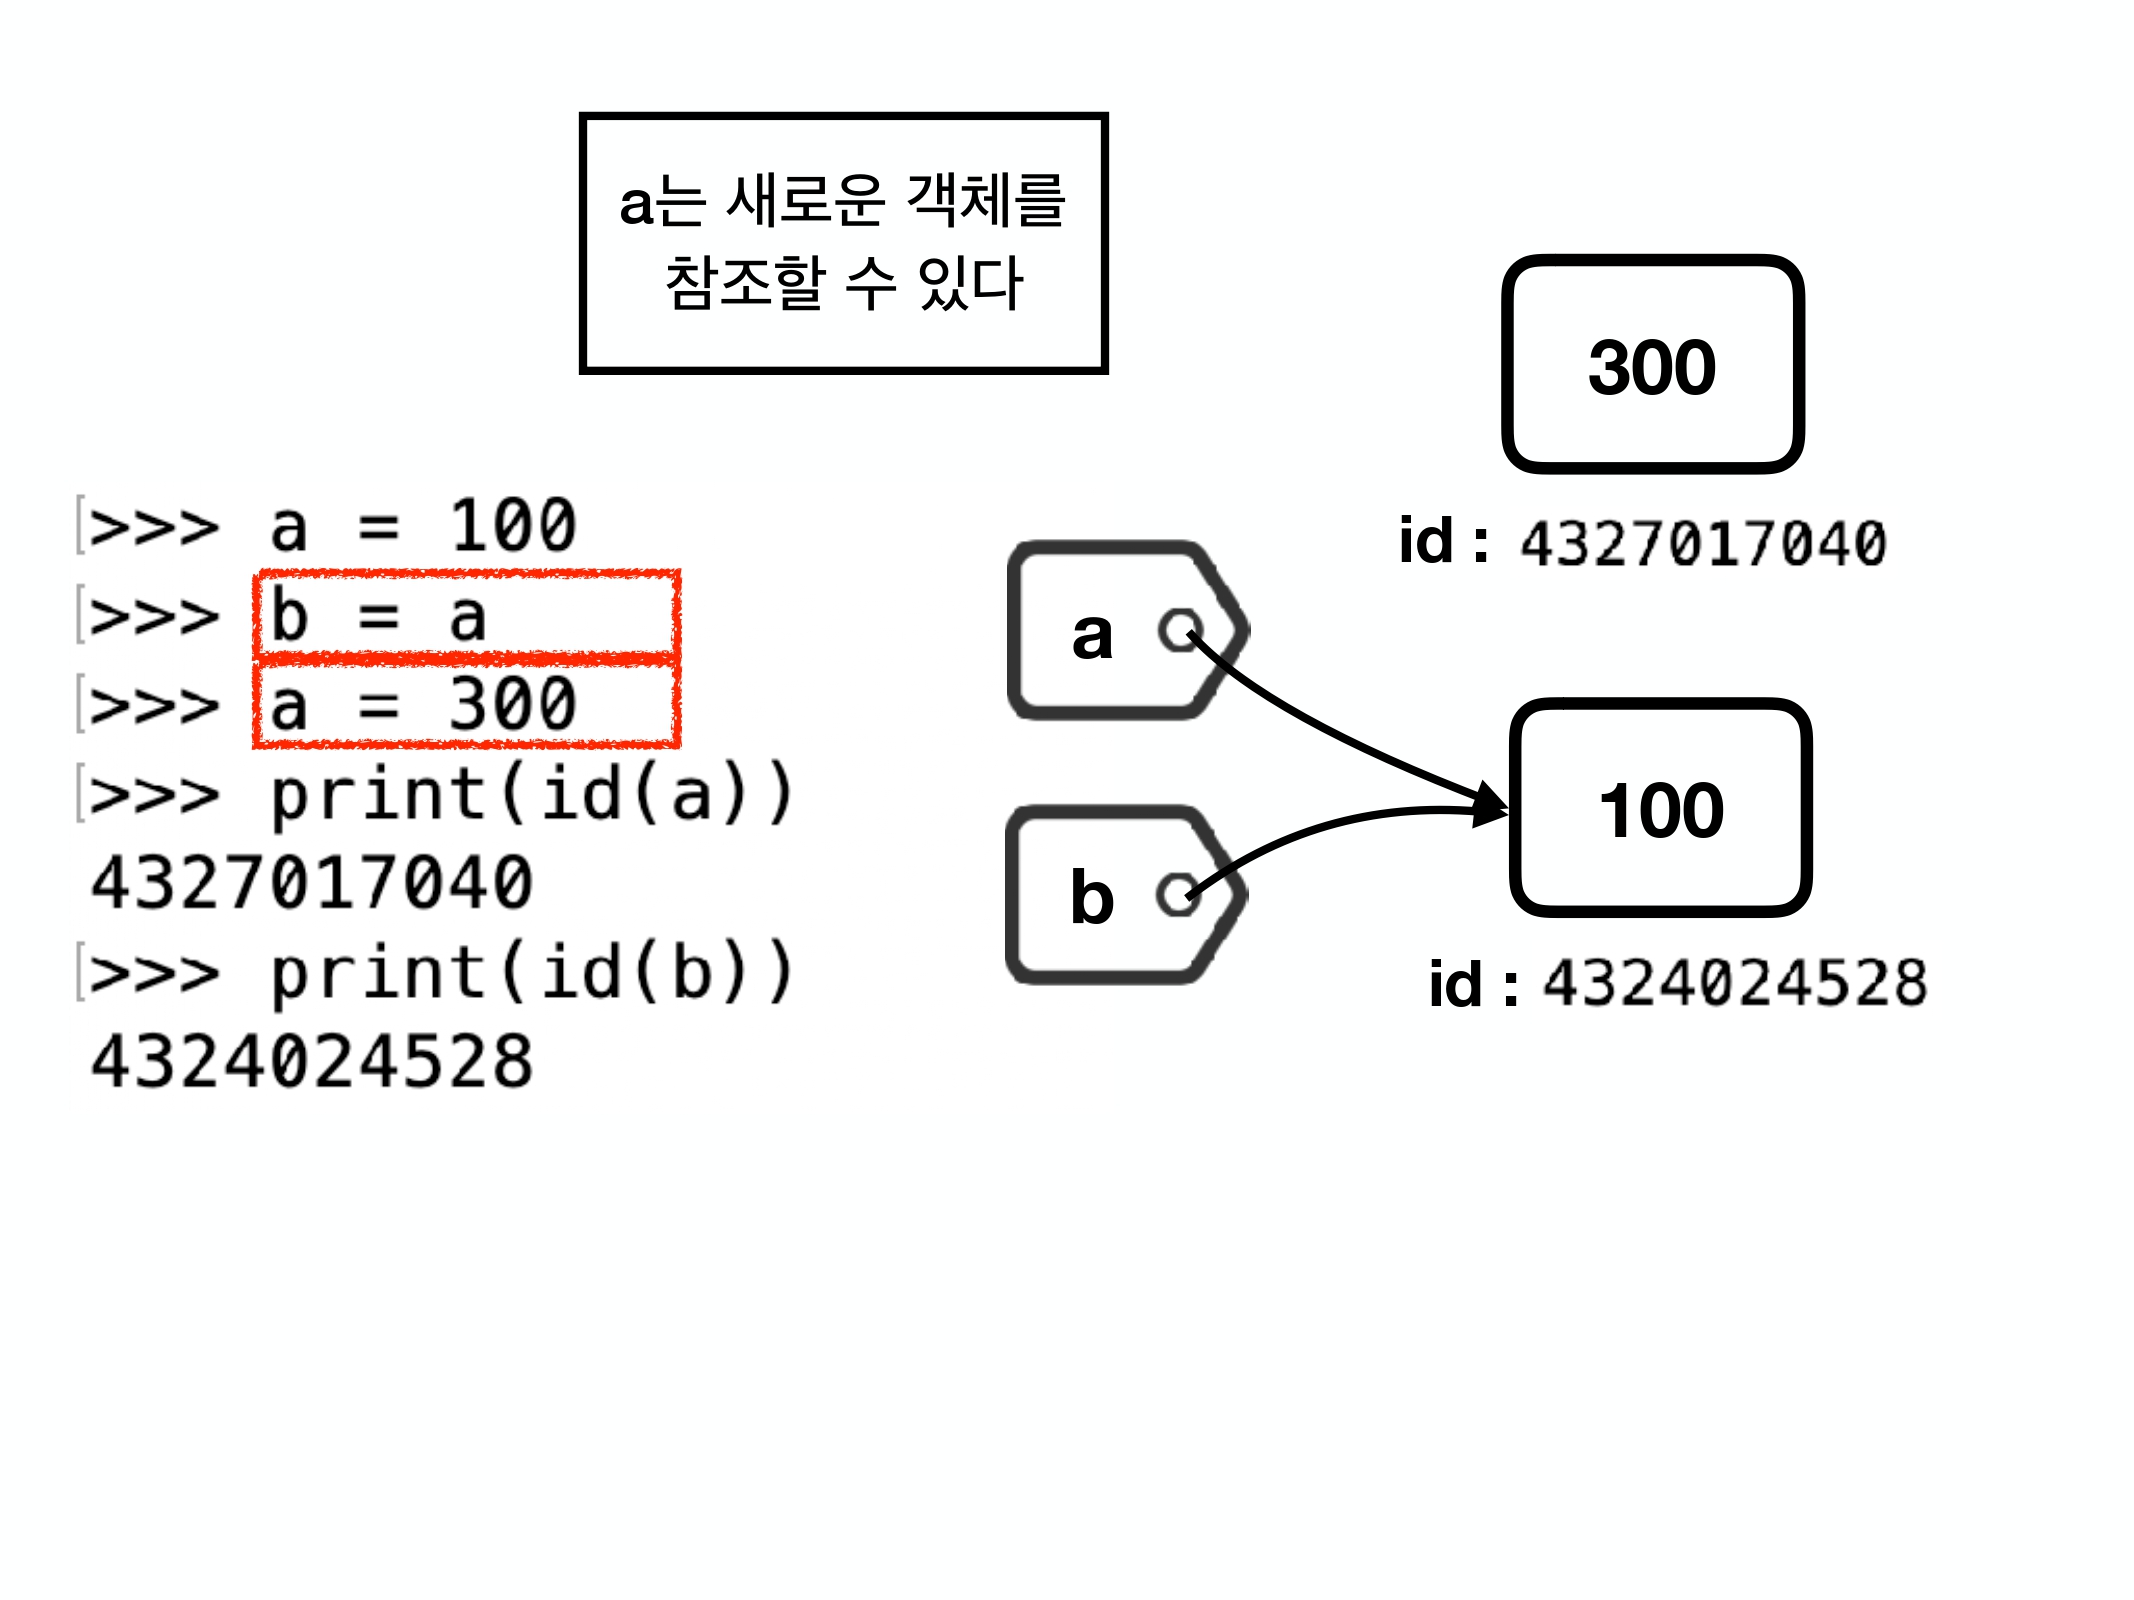 a는 새로운 객체를
참조할 수 있다
>>> a = 100
>>> b = a
>>> a = 300
>>> print(id(a))
4327017040
>>> print(id(b))
4324024528
300
id : 4327017040
a
b
100
id : 4324024528